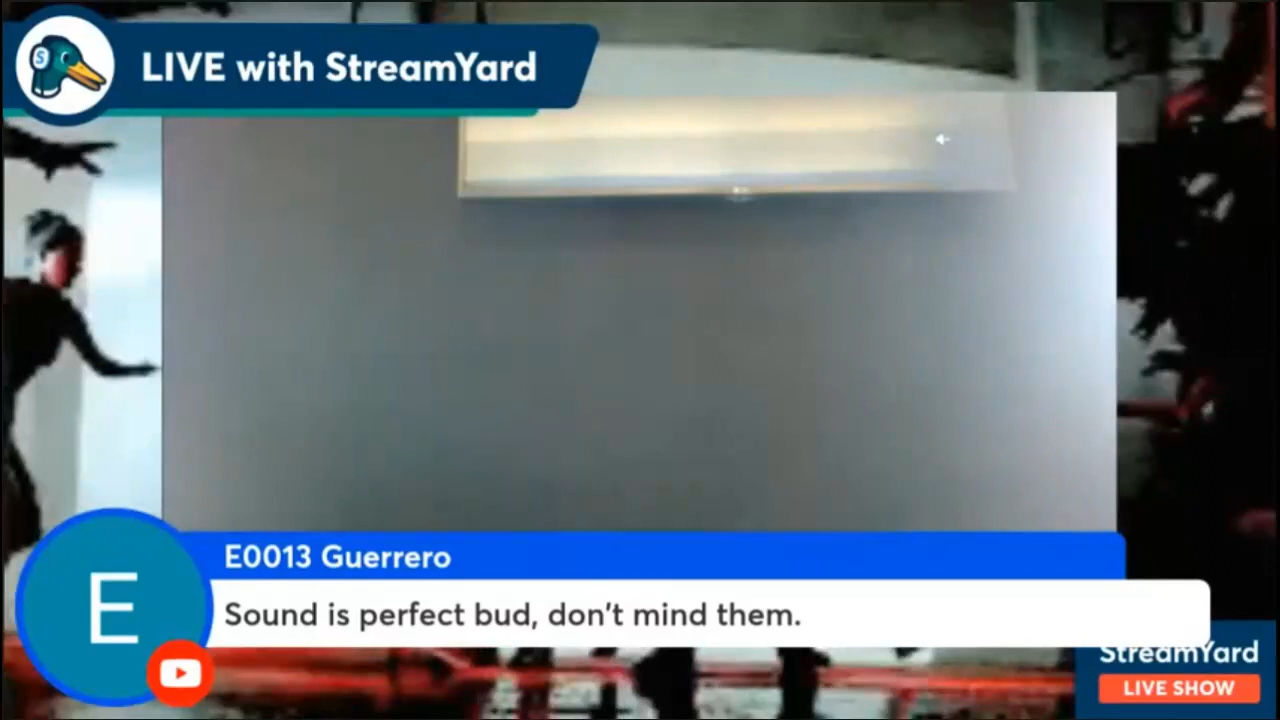 LIVE with StreamYard
E0013 Guerrero
E
Sound is perfect bud, don't mind them.
StreamYard
LIVE SHOW